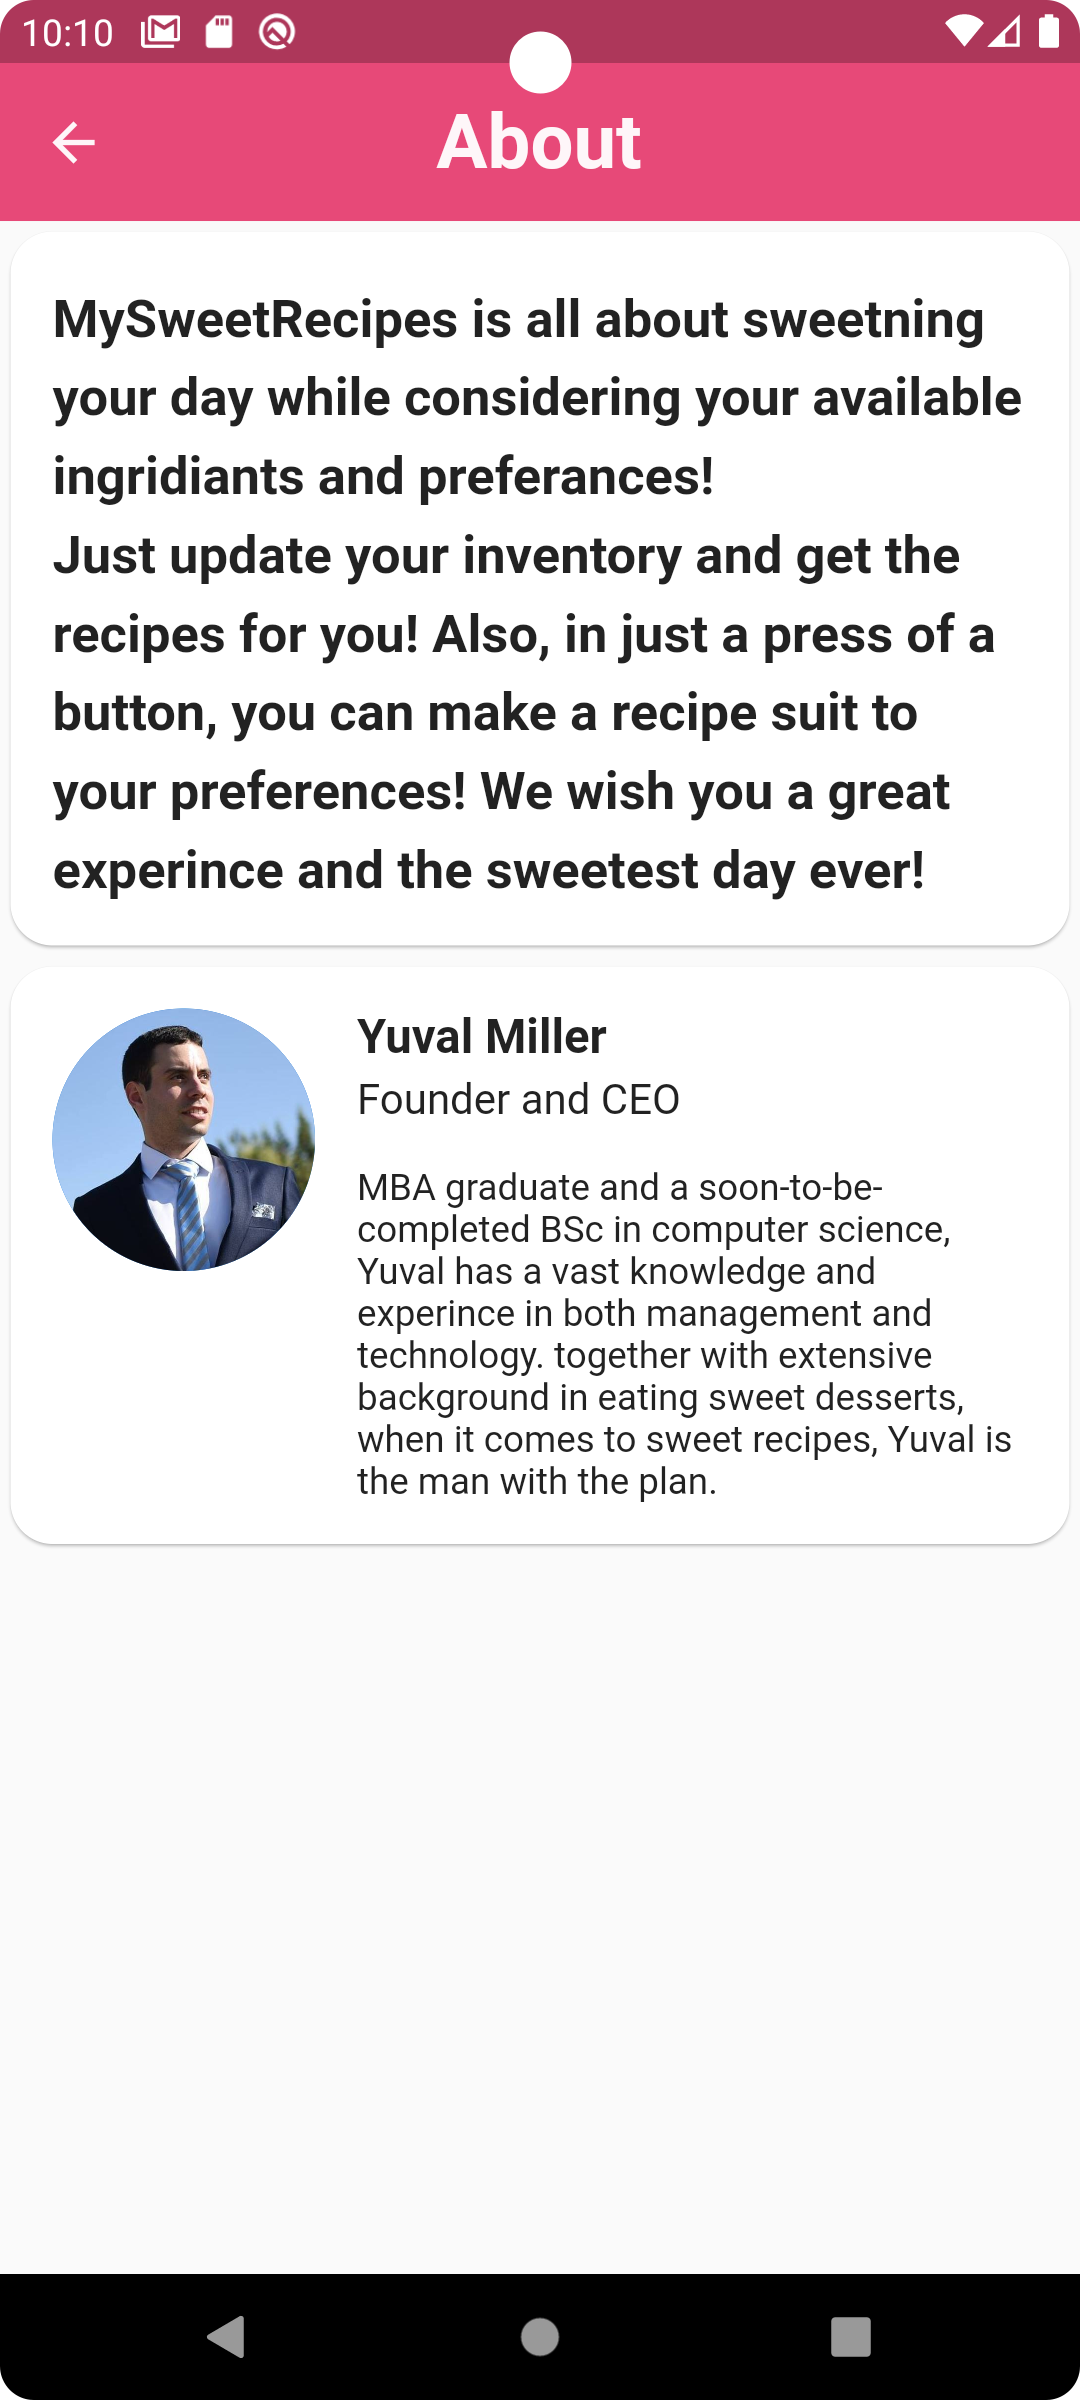 10:10
About
MySweetRecipes is all about sweetning
your day while considering your available
ingridiants and preferances!
Just update your inventory and get the
recipes for you! Also, in just a press of a
button, you can make a recipe suit to
your preferences! We wish you a great
experince and the sweetest day ever!
Yuval Miller
Founder and CEO
MBA graduate and a soon-to-be-
completed BSc in computer science,
Yuval has a vast knowledge and
experince in both management and
technology. together with extensive
background in eating sweet desserts,
when it comes to sweet recipes, Yuval is
the man with the plan.